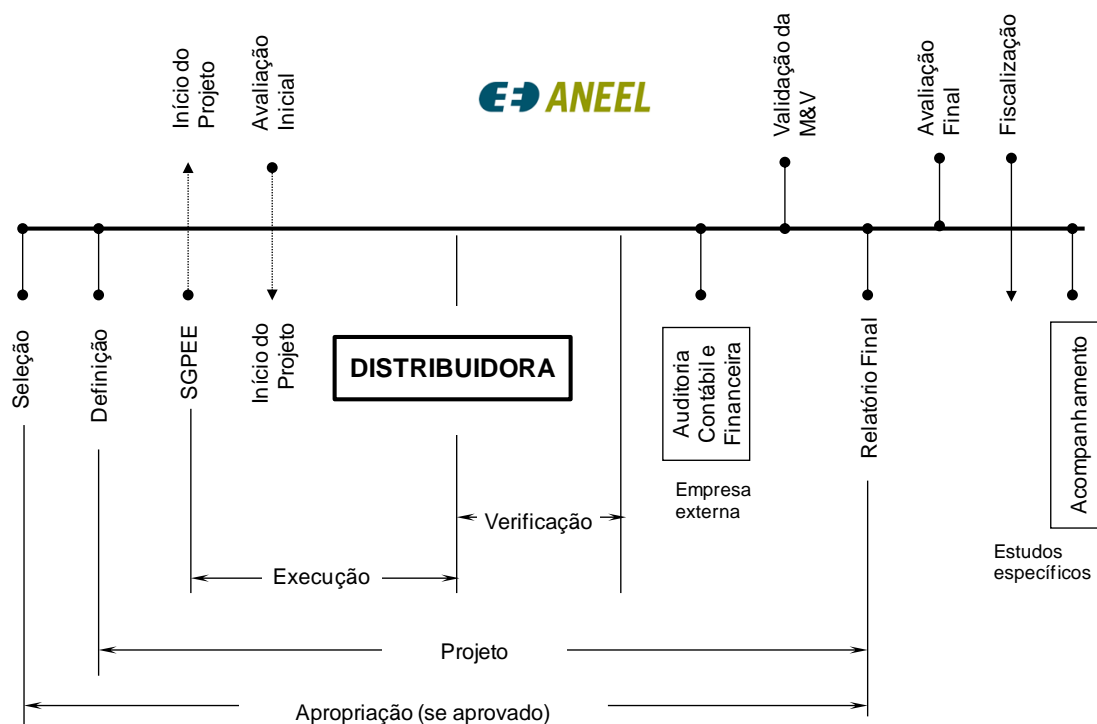 Início do
Projeto
Avaliação
Inicial
ANEEL
Validação da
M&V
Avaliação
Final
Fiscalização
Seleção
Definição
SGPEE
Início do
Projeto
DISTRIBUIDORA
Auditoria
Contábil e
Financeira
Relatório Final
Acompanhamento
Empresa
externa
Verificação
Estudos
específicos
Execução
Projeto
Apropriação (se aprovado)